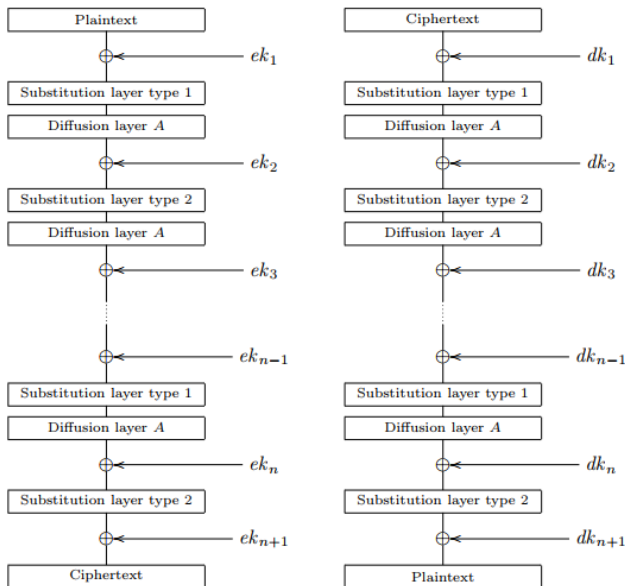 Plaintext
ek₁
Substitution layer type 1
Diffusion layer A
ek₂
Substitution layer type 2
Diffusion layer A
ek₃
ekₙ₋₁
Substitution layer type 1
Diffusion layer A
ekₙ
Substitution layer type 2
ekₙ₊₁
Ciphertext
Ciphertext
dk₁
Substitution layer type 1
Diffusion layer A
dk₂
Substitution layer type 2
Diffusion layer A
dk₃
dkₙ₋₁
Substitution layer type 1
Diffusion layer A
dkₙ
Substitution layer type 2
dkₙ₊₁
Plaintext